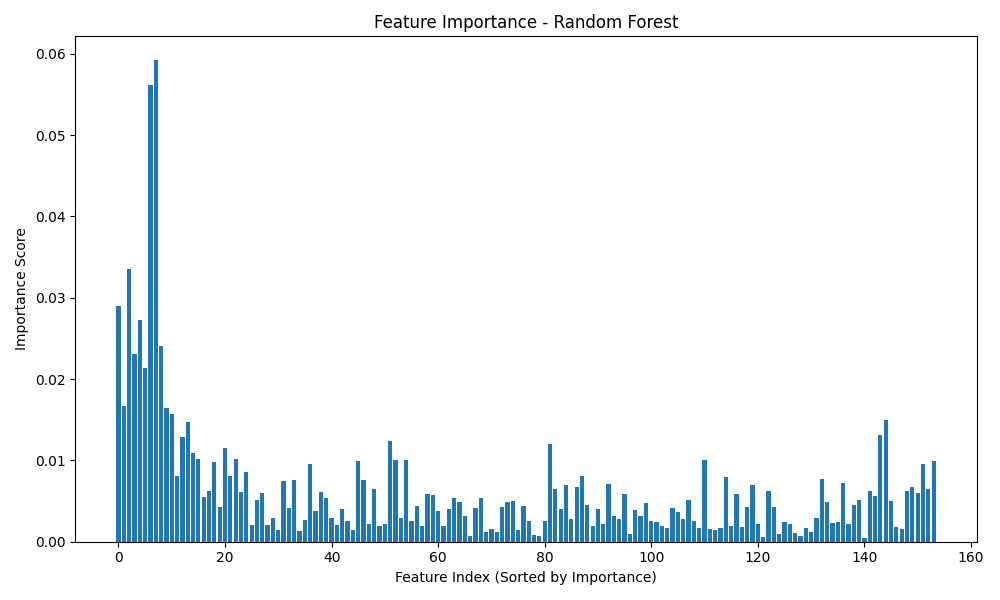 Feature Importance - Random Forest
Importance Score
0.06
0.05
0.04
0.03
0.02
0.01
0.00
0 20 40 60 80 100 120 140 160
Feature Index (Sorted by Importance)